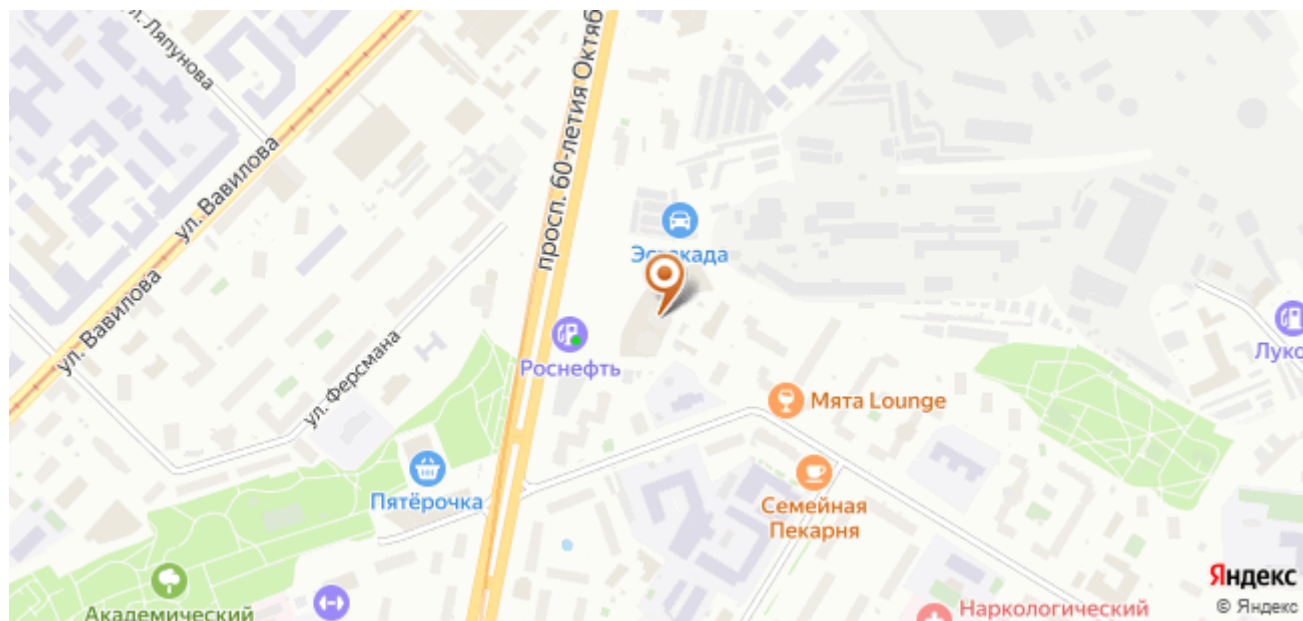 ул. Ляпунова
просп. 60-летия Октяб
ул. Вавилова
Эстакада
ул. Вавилова
Роснефть
Луко
ул. Ферсмана
Мята Lounge
Пятёрочка
Семейная
Пекарня
Яндекс
© Яндекс
Академический
Наркологический